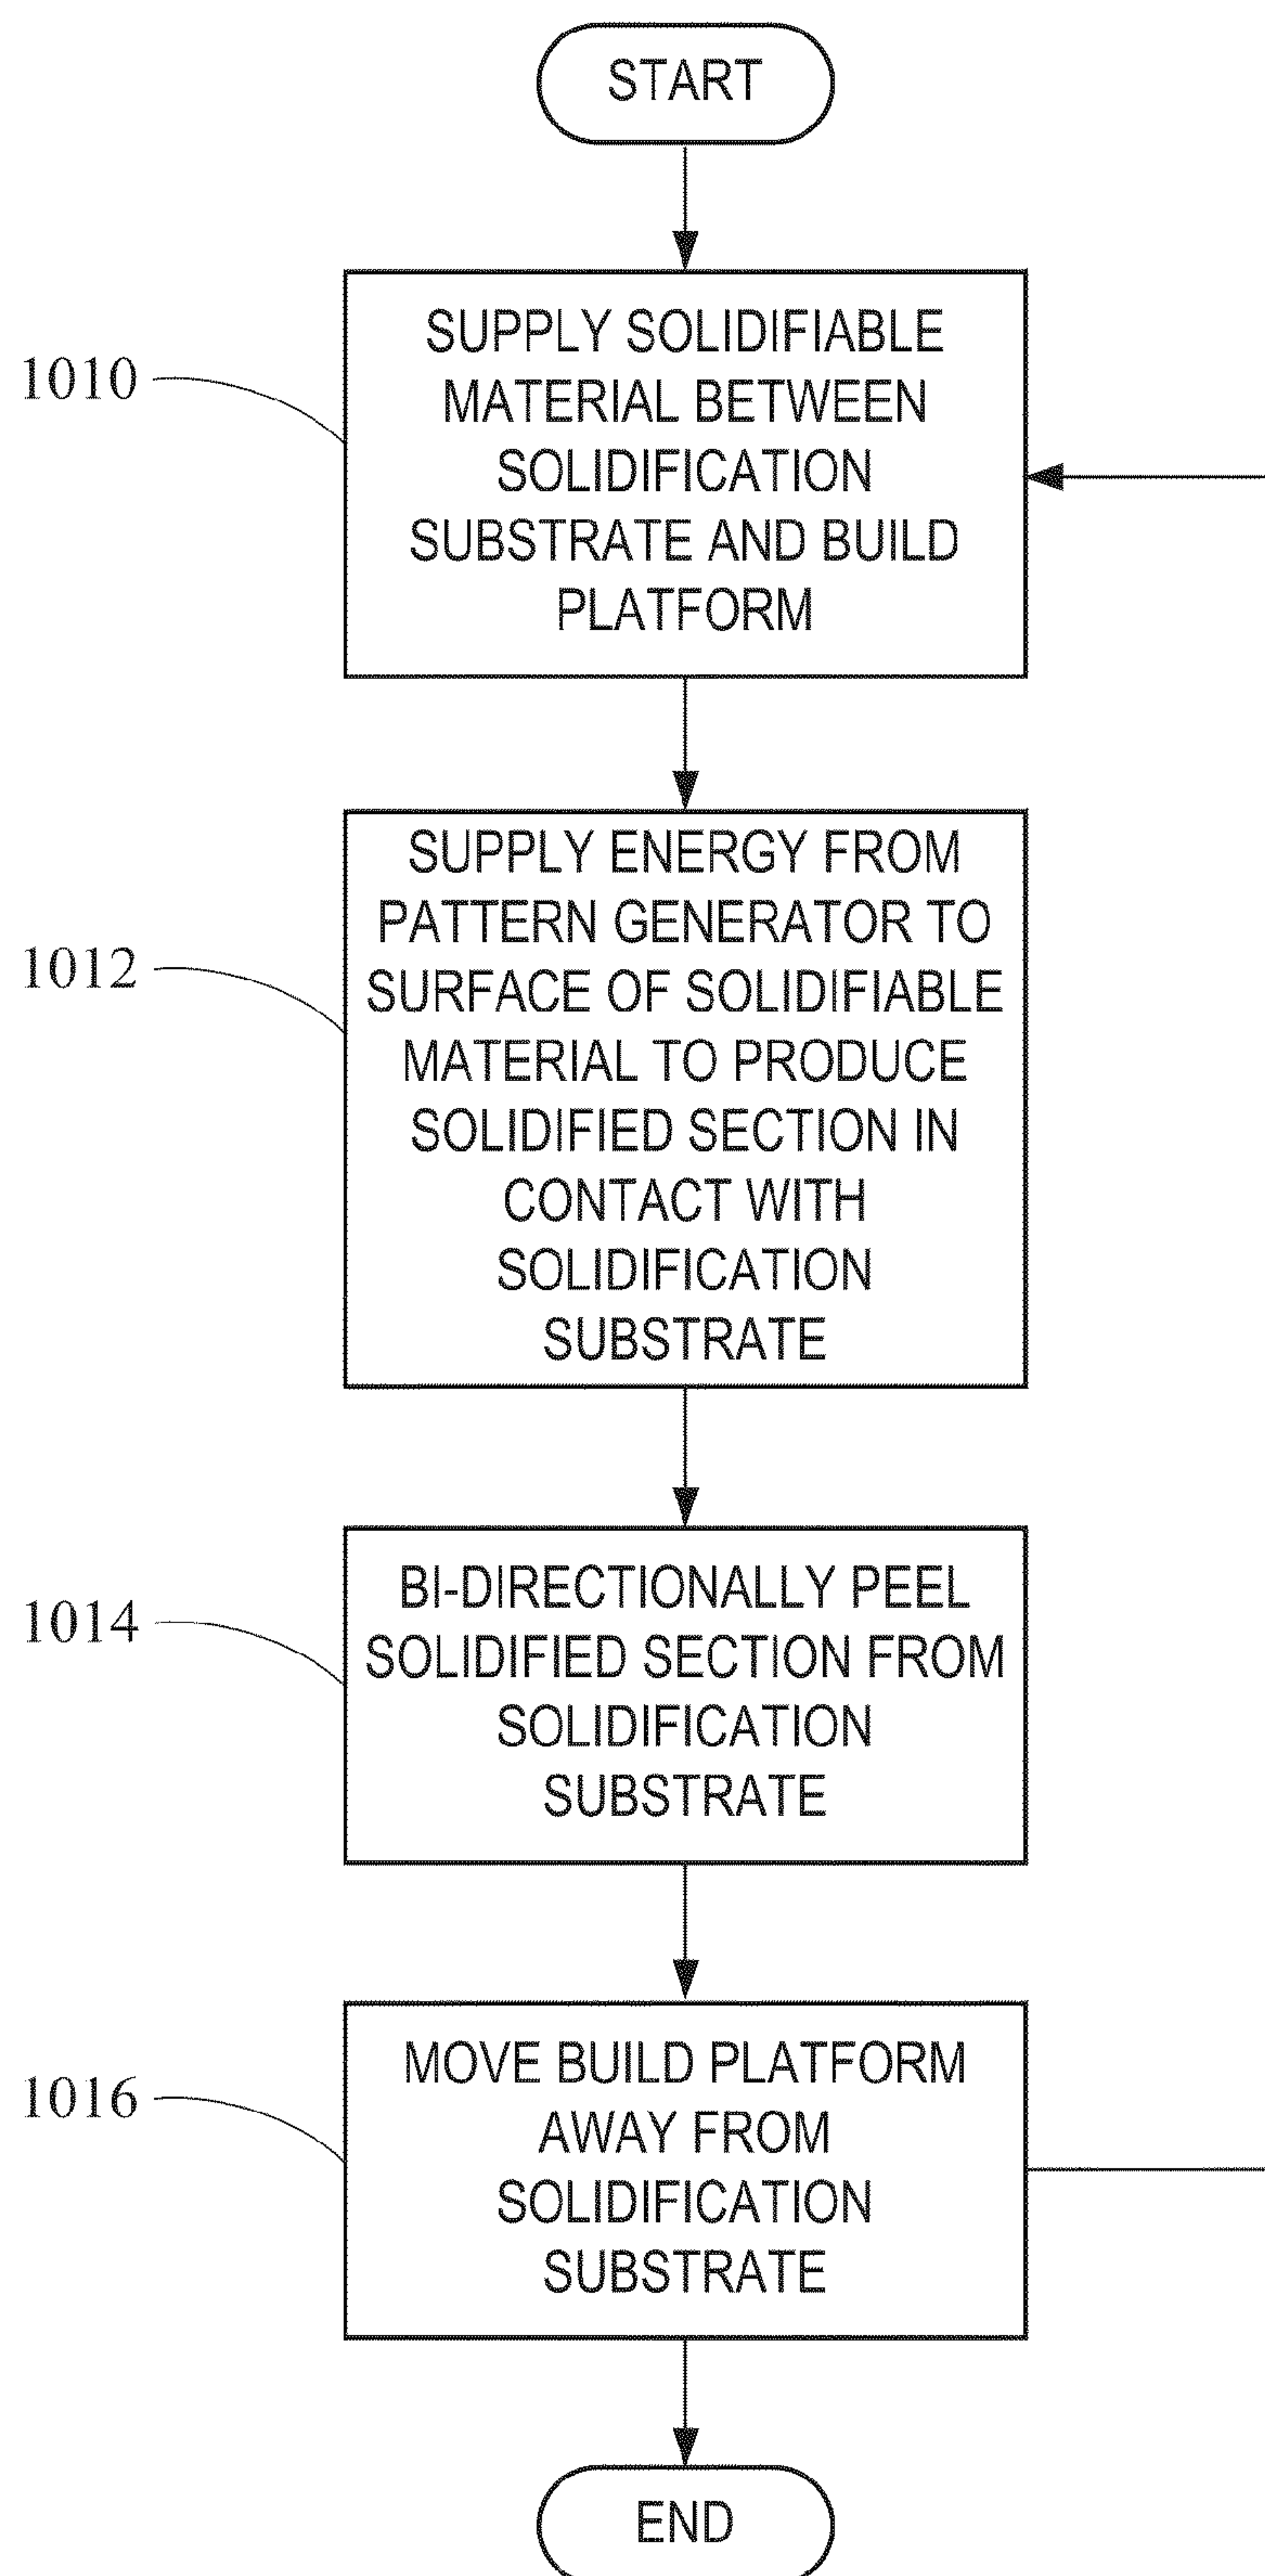 START
1010
SUPPLY SOLIDIFIABLE
MATERIAL BETWEEN
SOLIDIFICATION
SUBSTRATE AND BUILD
PLATFORM
1012
SUPPLY ENERGY FROM
PATTERN GENERATOR TO
SURFACE OF SOLIDIFIABLE
MATERIAL TO PRODUCE
SOLIDIFIED SECTION IN
CONTACT WITH
SOLIDIFICATION
SUBSTRATE
1014
BI-DIRECTIONALLY PEEL
SOLIDIFIED SECTION FROM
SOLIDIFICATION
SUBSTRATE
1016
MOVE BUILD PLATFORM
AWAY FROM
SOLIDIFICATION
SUBSTRATE
END